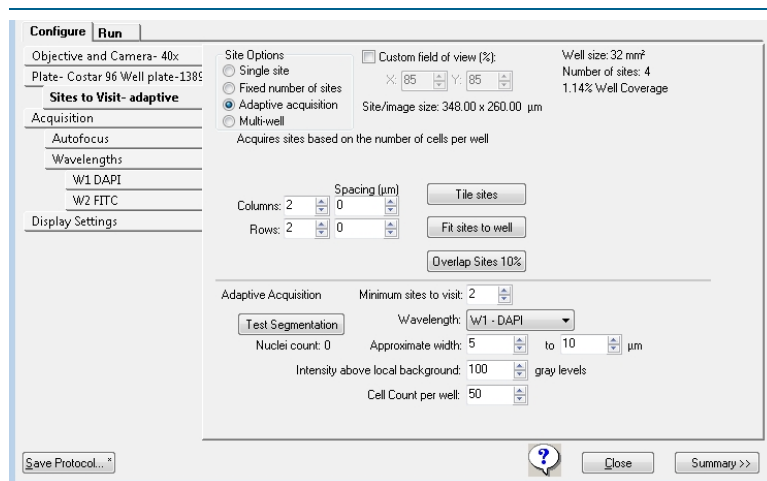 Configure Run
Objective and Camera- 40x
Plate- Costar 96 Well plate-1389
Sites to Visit- adaptive
Acquisition
Autofocus
Wavelengths
W1 DAPI
W2 FITC
Display Settings
Site Options
Single site
Fixed number of sites
Adaptive acquisition
Multi-well
Custom field of view (%):
X: 85 Y: 85
Site/image size: 348.00 x 260.00 µm
Well size: 32 mm²
Number of sites: 4
1.14% Well Coverage
Acquires sites based on the number of cells per well
Spacing (µm)
Columns: 2 0
Rows: 2 0
Tile sites
Fit sites to well
Overlap Sites 10%
Adaptive Acquisition
Minimum sites to visit: 2
Test Segmentation
Wavelength: W1 - DAPI
Nuclei count: 0
Approximate width: 5 to 10 µm
Intensity above local background: 100 gray levels
Cell Count per well: 50
Save Protocol... *
?
Close
Summary >>